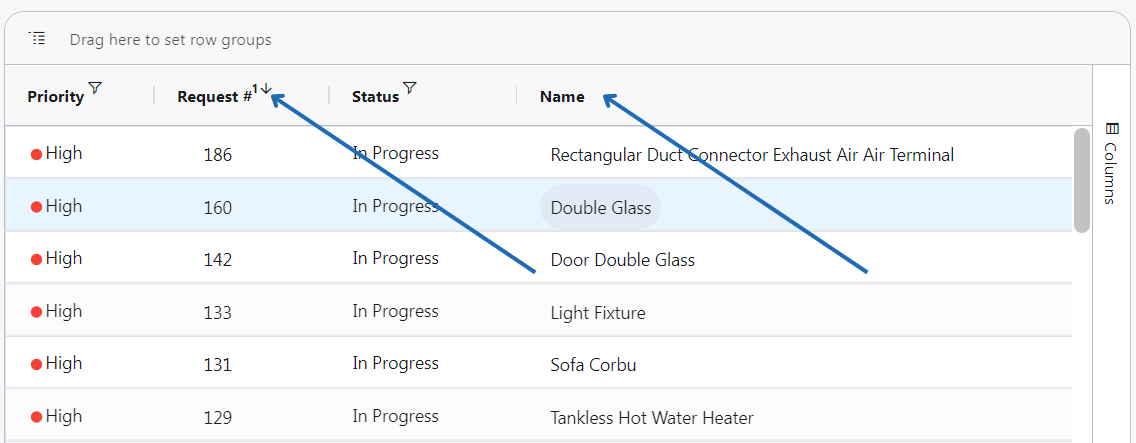 Drag here to set row groups
Priority Request #1↓ Status Name
High 186 In Progress Rectangular Duct Connector Exhaust Air Air Terminal
High 160 In Progress Double Glass
High 142 In Progress Door Double Glass
High 133 In Progress Light Fixture
High 131 In Progress Sofa Corbu
High 129 In Progress Tankless Hot Water Heater
Columns